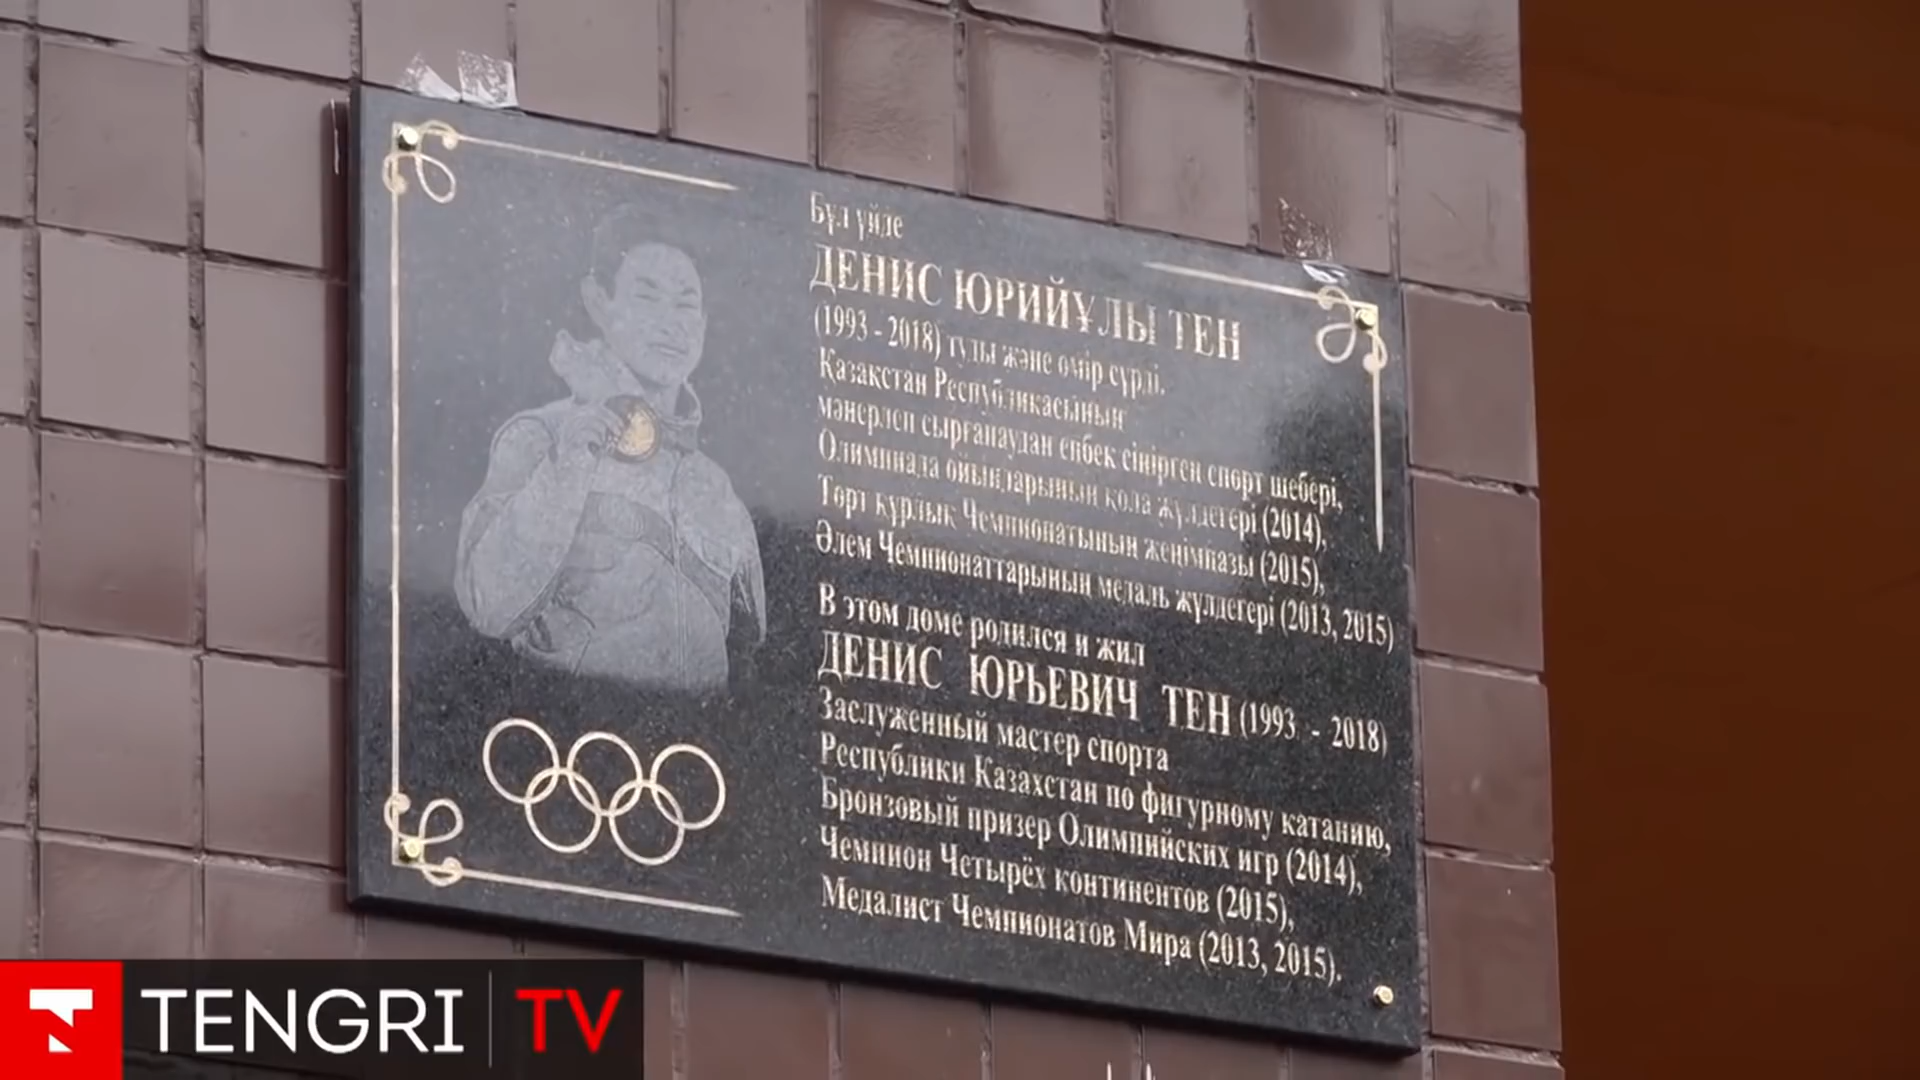 Бұл үйде
ДЕНИС ЮРИЙҰЛЫ ТЕН
(1993 - 2018) туды және өмір сүрді.
Қазақстан Республикасының
мәнерлеп сырғанаудан еңбек сіңірген спорт шебері,
Олимпиада ойындарының қола жүлдегері (2014),
Төрт құрлық Чемпионатының жеңімпазы (2015),
Әлем Чемпионаттарының медаль жүлдегері (2013, 2015)
В этом доме родился и жил
ДЕНИС ЮРЬЕВИЧ ТЕН (1993 - 2018)
Заслуженный мастер спорта
Республики Казахстан по фигурному катанию,
Бронзовый призер Олимпийских игр (2014),
Чемпион Четырёх континентов (2015),
Медалист Чемпионатов Мира (2013, 2015).
TENGRI TV